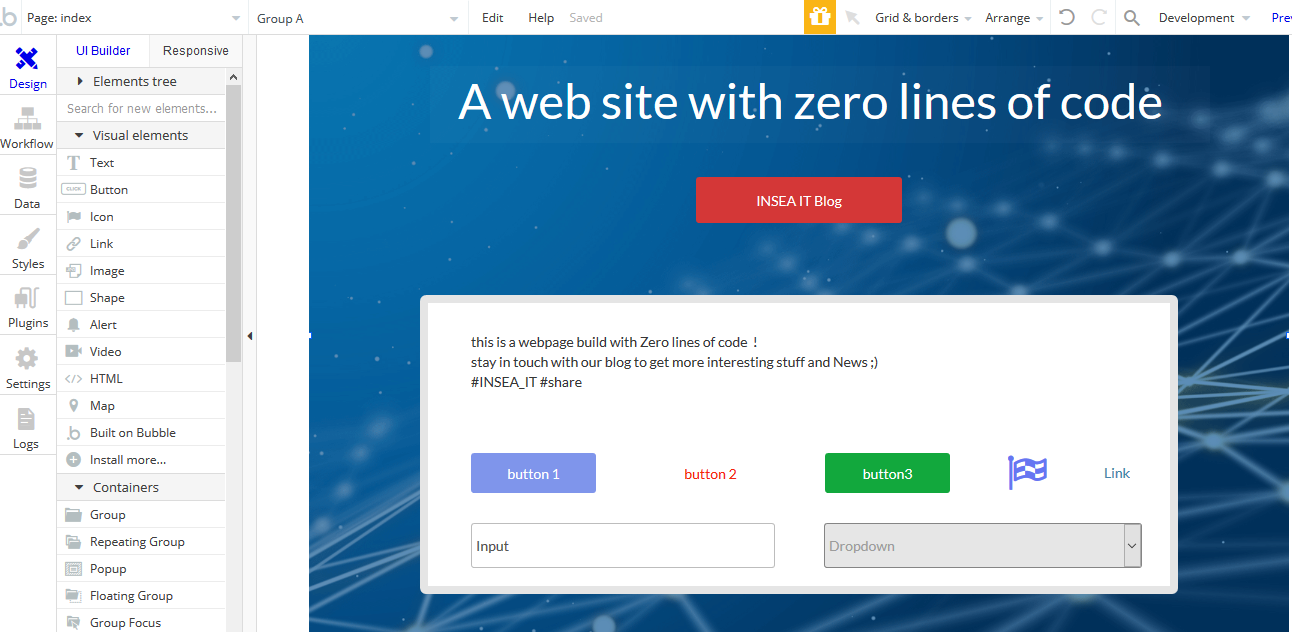 Page: index
Group A
Edit
Help
Saved
Grid & borders
Arrange
Development
Design
Workflow
Data
Styles
Plugins
Settings
Logs
UI Builder
Responsive
Elements tree
Search for new elements...
Visual elements
Text
CLICK
Button
Icon
Link
Image
Shape
Alert
Video
HTML
Map
Built on Bubble
Install more...
Containers
Group
Repeating Group
Popup
Floating Group
Group Focus
A web site with zero lines of code
INSEA IT Blog
this is a webpage build with Zero lines of code !
stay in touch with our blog to get more interesting stuff and News ;)
#INSEA_IT #share
button 1
button 2
button3
Link
Input
Dropdown